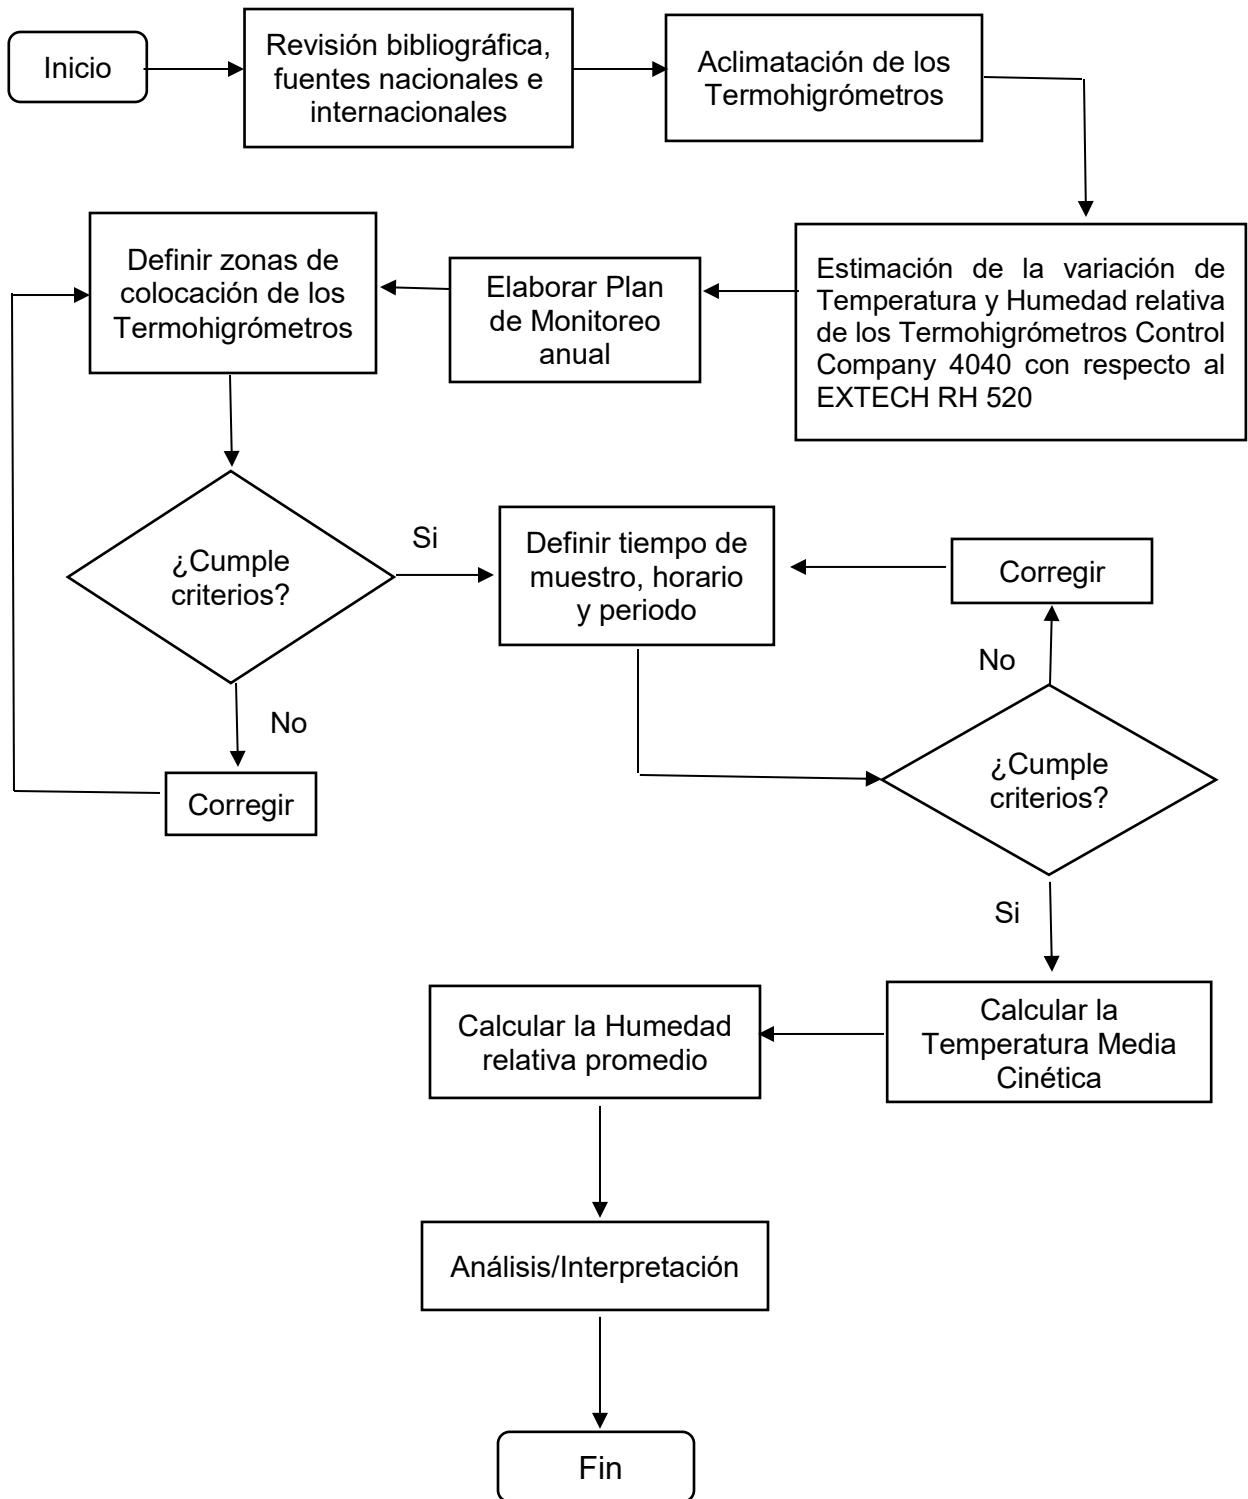 Inicio
Revisión bibliográfica,
fuentes nacionales e
internacionales
Aclimatación de los
Termohigrómetros
Estimación de la variación de
Temperatura y Humedad relativa
de los Termohigrómetros Control
Company 4040 con respecto al
EXTECH RH 520
Elaborar Plan
de Monitoreo
anual
Definir zonas de
colocación de los
Termohigrómetros
¿Cumple
criterios?
Si
No
Corregir
Definir tiempo de
muestro, horario
y periodo
Corregir
No
¿Cumple
criterios?
Si
Calcular la
Temperatura Media
Cinética
Calcular la Humedad
relativa promedio
Análisis/Interpretación
Fin